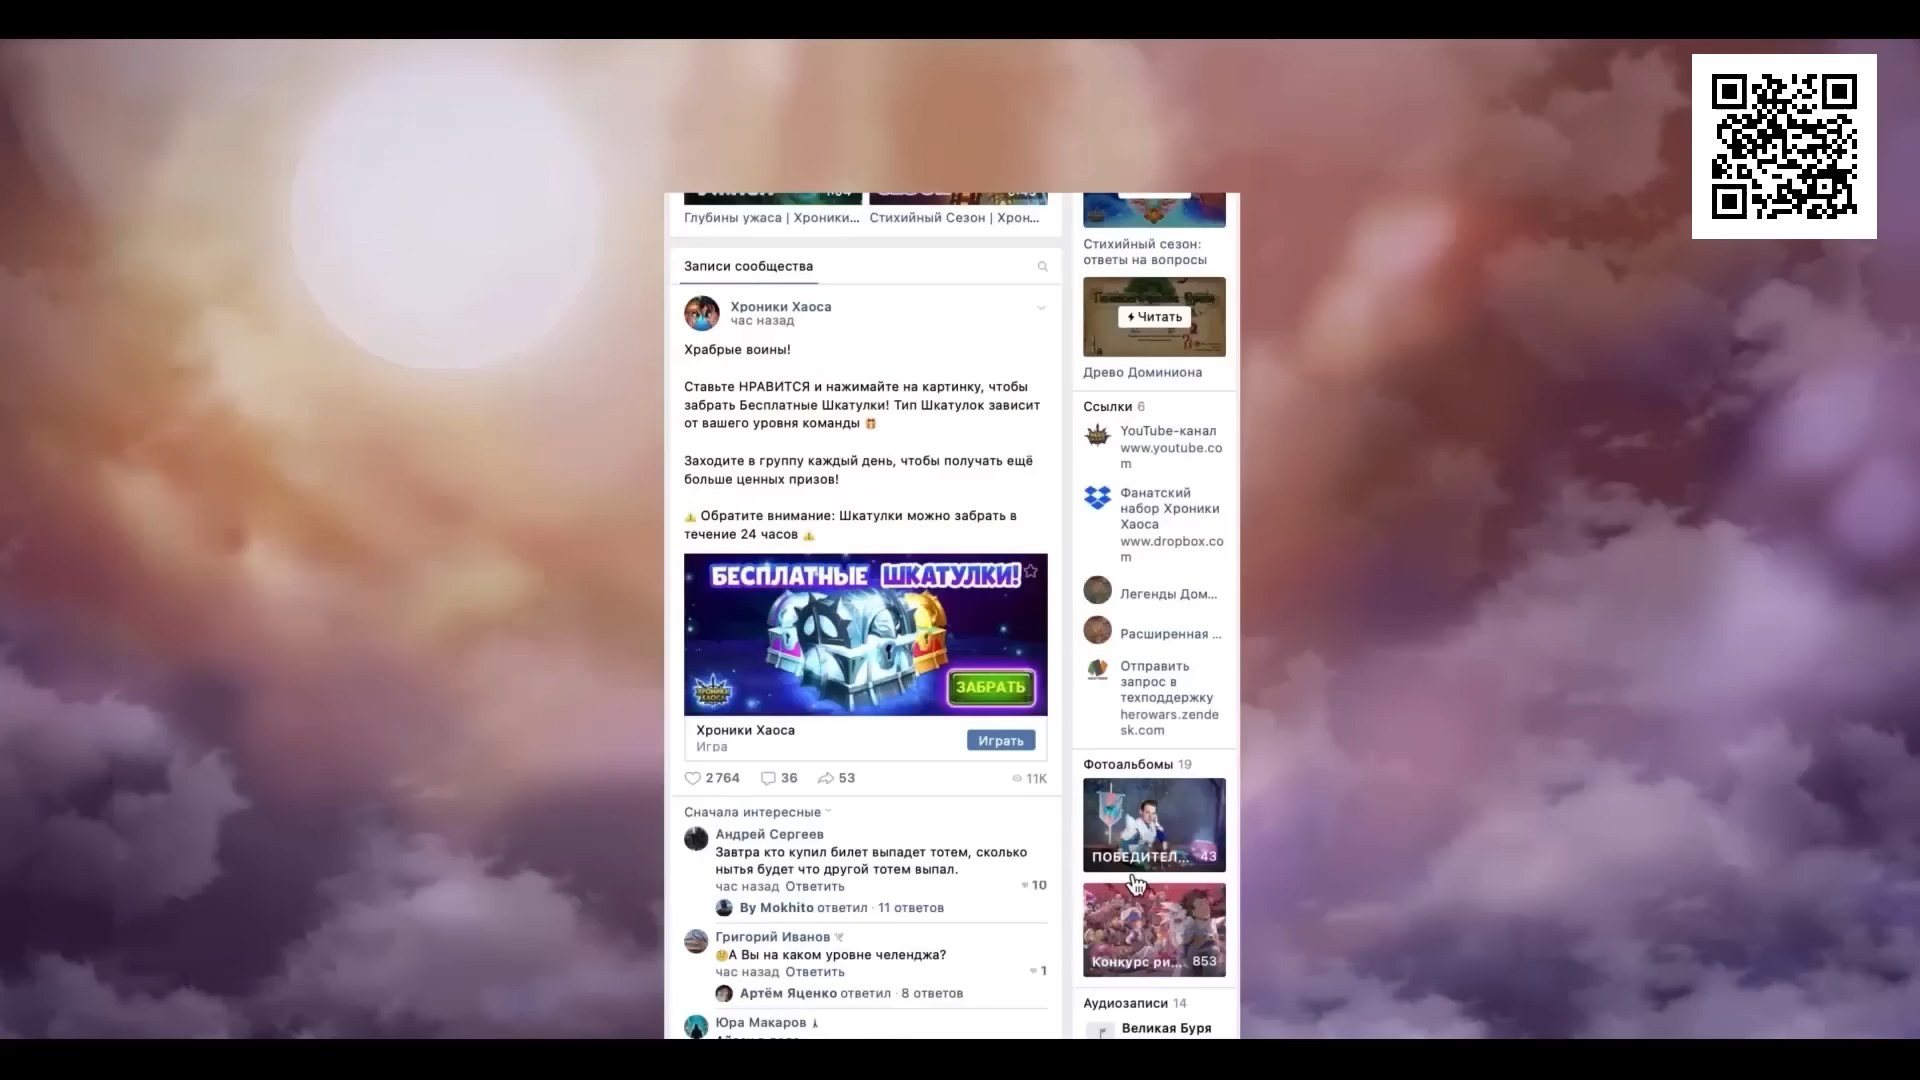 Глубины ужаса | Хроники...
Стихийный Сезон | Хрон...
Записи сообщества
Хроники Хаоса
час назад
Храбрые воины!
Ставьте НРАВИТСЯ и нажимайте на картинку, чтобы
забрать Бесплатные Шкатулки! Тип Шкатулок зависит
от вашего уровня команды 🎁
Заходите в группу каждый день, чтобы получать ещё
больше ценных призов!
⚠️ Обратите внимание: Шкатулки можно забрать в
течение 24 часов ⚠️
БЕСПЛАТНЫЕ ШКАТУЛКИ!
ХРОНИКИ
ХАОСА
ЗАБРАТЬ
Хроники Хаоса
Игра
Играть
2764
36
53
11K
Сначала интересные
Андрей Сергеев
Завтра кто купил билет выпадет тотем, сколько
нытья будет что другой тотем выпал.
час назад Ответить
10
By Mokhito ответил · 11 ответов
Григорий Иванов
А Вы на каком уровне челенджа?
час назад Ответить
1
Артём Яценко ответил · 8 ответов
Юра Макаров
Стихийный сезон:
ответы на вопросы
Читать
Древо Доминиона
Ссылки 6
YouTube-канал
www.youtube.co
m
Фанатский
набор Хроники
Хаоса
www.dropbox.co
m
Легенды Дом...
Расширенная ...
Отправить
запрос в
техподдержку
herowars.zende
sk.com
Фотоальбомы 19
ПОБЕДИТЕЛ... 43
Конкурс ри... 853
Аудиозаписи 14
Великая Буря